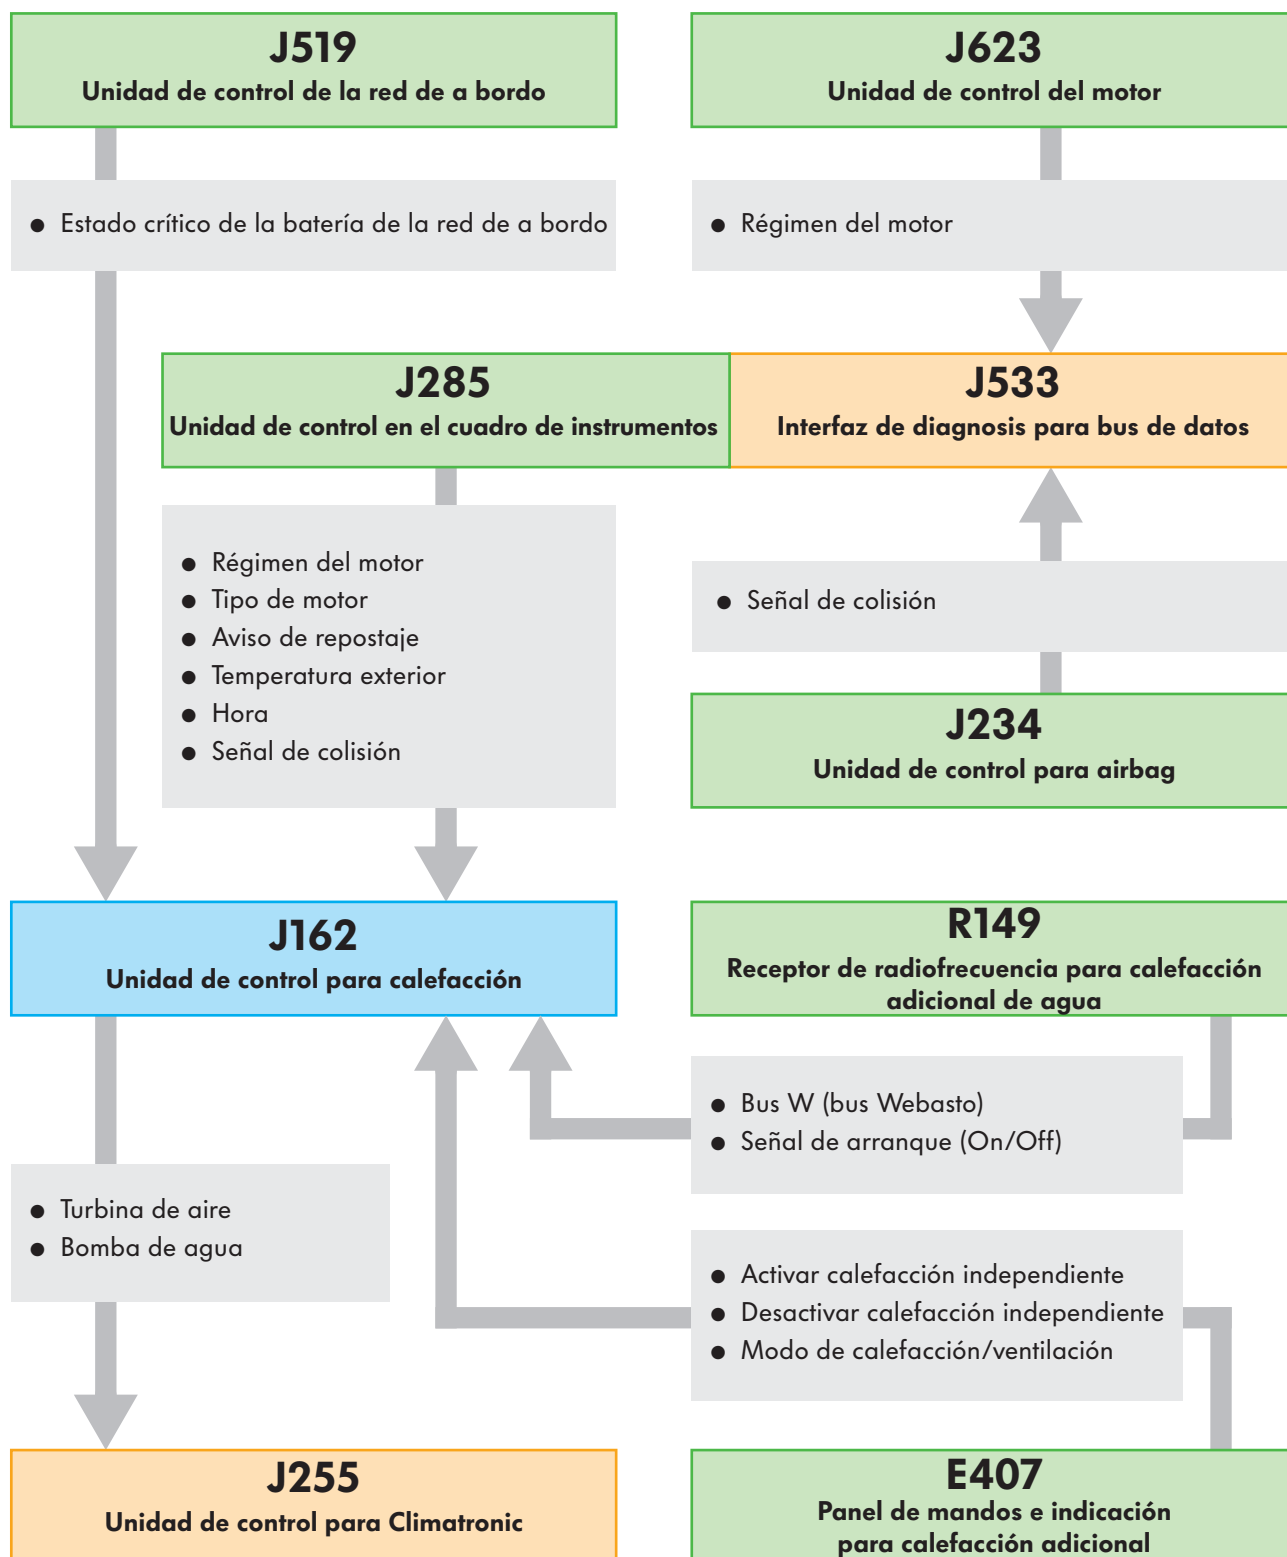 J519
Unidad de control de la red de a bordo
J623
Unidad de control del motor
● Estado crítico de la batería de la red de a bordo
● Régimen del motor
J285
Unidad de control en el cuadro de instrumentos
J533
Interfaz de diagnosis para bus de datos
● Régimen del motor
● Tipo de motor
● Aviso de repostaje
● Temperatura exterior
● Hora
● Señal de colisión
● Señal de colisión
J234
Unidad de control para airbag
J162
Unidad de control para calefacción
R149
Receptor de radiofrecuencia para calefacción
adicional de agua
● Bus W (bus Webasto)
● Señal de arranque (On/Off)
● Turbina de aire
● Bomba de agua
● Activar calefacción independiente
● Desactivar calefacción independiente
● Modo de calefacción/ventilación
J255
Unidad de control para Climatronic
E407
Panel de mandos e indicación
para calefacción adicional